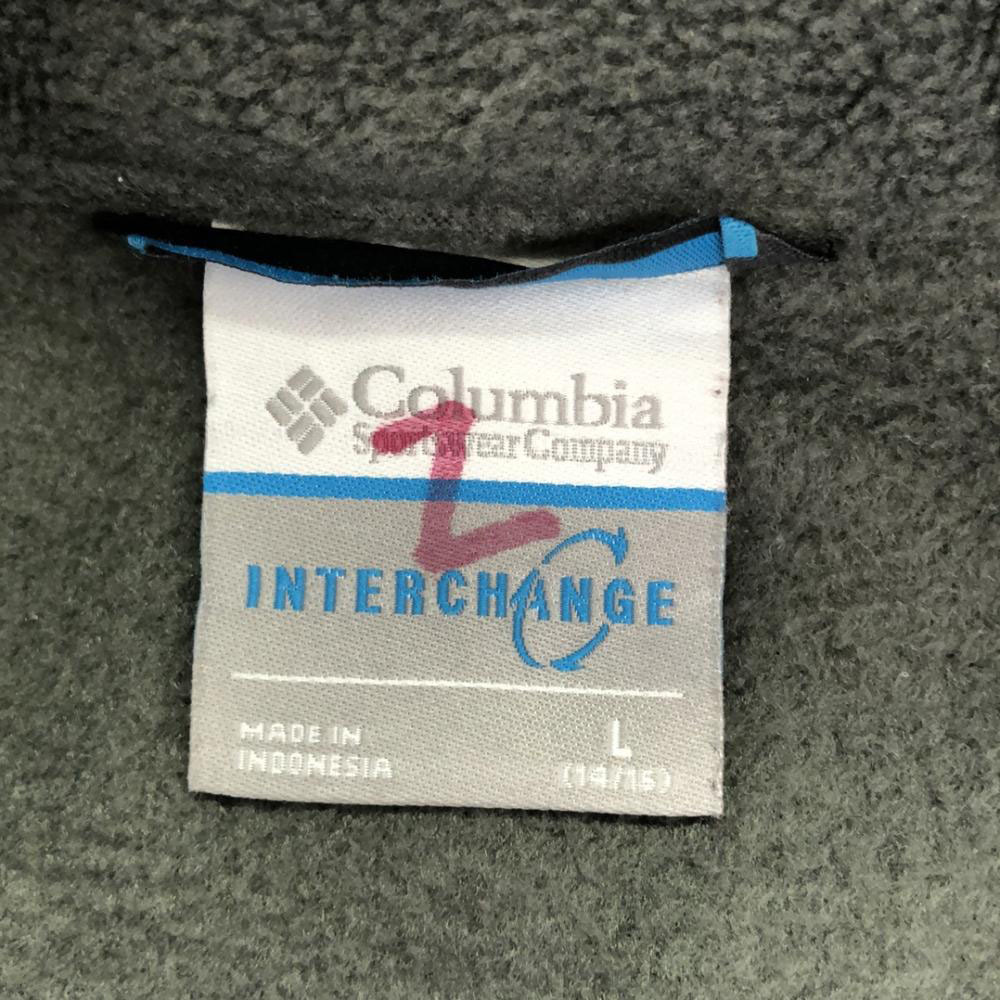 Columbia
Sportswear Company
Z
INTERCHANGE
MADE IN
INDONESIA
L
(14/16)